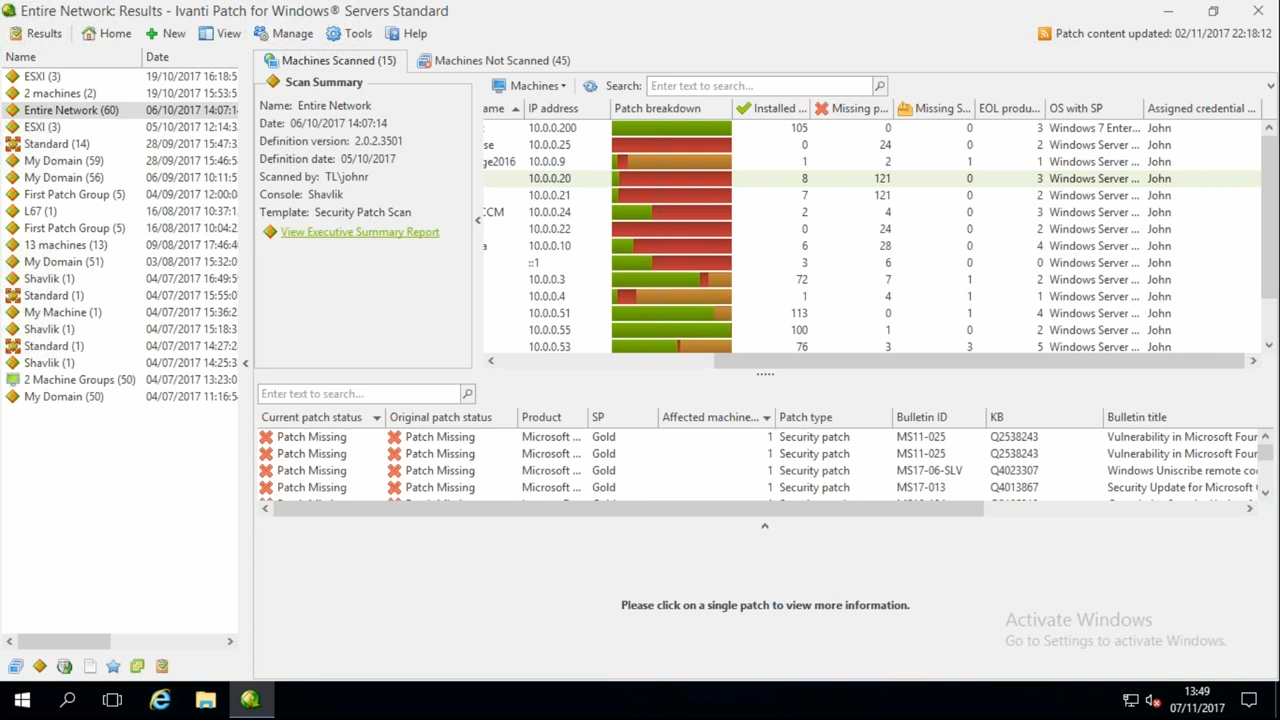 Entire Network: Results - Ivanti Patch for Windows® Servers Standard
Results Home New View Manage Tools Help Patch content updated: 02/11/2017 22:18:12
Name Date
ESXI (3) 19/10/2017 16:18:5
2 machines (2) 20/09/2017 15:53:5
Entire Network (60) 06/10/2017 14:07:1
ESXI (3) 05/10/2017 12:14:3
Standard (14) 28/09/2017 15:47:3
My Domain (59) 28/09/2017 15:46:5
My Domain (56) 06/09/2017 10:11:5
First Patch Group (5) 04/09/2017 12:00:0
L67 (1) 16/08/2017 10:37:1
First Patch Group (5) 16/08/2017 10:04:2
13 machines (13) 09/08/2017 17:46:4
My Domain (51) 03/08/2017 15:32:0
Shavlik (1) 04/07/2017 16:49:5
Standard (1) 04/07/2017 15:55:0
My Machine (1) 04/07/2017 15:36:2
Shavlik (1) 04/07/2017 15:18:3
Standard (1) 04/07/2017 14:27:2
Shavlik (1) 04/07/2017 14:25:3
2 Machine Groups (50) 04/07/2017 13:23:0
My Domain (50) 04/07/2017 11:16:5
Machines Scanned (15) Machines Not Scanned (45)
Scan Summary
Name: Entire Network
Date: 06/10/2017 14:07:14
Definition version: 2.0.2.3501
Definition date: 05/10/2017
Scanned by: TL\johnr
Console: Shavlik
Template: Security Patch Scan
View Executive Summary Report
Machines Search: Enter text to search...
ame IP address Patch breakdown Installed ... Missing p... Missing S... EOL produ... OS with SP Assigned credential ...
10.0.0.200 105 0 0 3 Windows 7 Enter... John
se 10.0.0.25 0 24 0 2 Windows Server ... John
ge2016 10.0.0.9 1 2 1 1 Windows Server ... John
10.0.0.20 8 121 0 3 Windows Server ... John
10.0.0.21 7 121 0 2 Windows Server ... John
CCM 10.0.0.24 2 4 0 3 Windows Server ... John
10.0.0.22 0 24 0 2 Windows Server ... John
a 10.0.0.10 6 28 0 4 Windows Server ... John
::1 3 6 0 0 Windows Server ... John
10.0.0.3 72 7 1 2 Windows Server ... John
10.0.0.4 1 4 1 1 Windows Server ... John
10.0.0.51 113 0 1 4 Windows Server ... John
10.0.0.55 100 1 0 2 Windows Server ... John
10.0.0.53 76 3 3 5 Windows Server ... John
Enter text to search...
Current patch status Original patch status Product SP Affected machine... Patch type Bulletin ID KB Bulletin title
Patch Missing Patch Missing Microsoft ... Gold 1 Security patch MS11-025 Q2538243 Vulnerability in Microsoft Four
Patch Missing Patch Missing Microsoft ... Gold 1 Security patch MS11-025 Q2538243 Vulnerability in Microsoft Four
Patch Missing Patch Missing Microsoft ... Gold 1 Security patch MS17-06-SLV Q4023307 Windows Uniscribe remote co
Patch Missing Patch Missing Microsoft ... Gold 1 Security patch MS17-013 Q4013867 Security Update for Microsoft
Please click on a single patch to view more information.
Activate Windows
Go to Settings to activate Windows.
13:49
07/11/2017